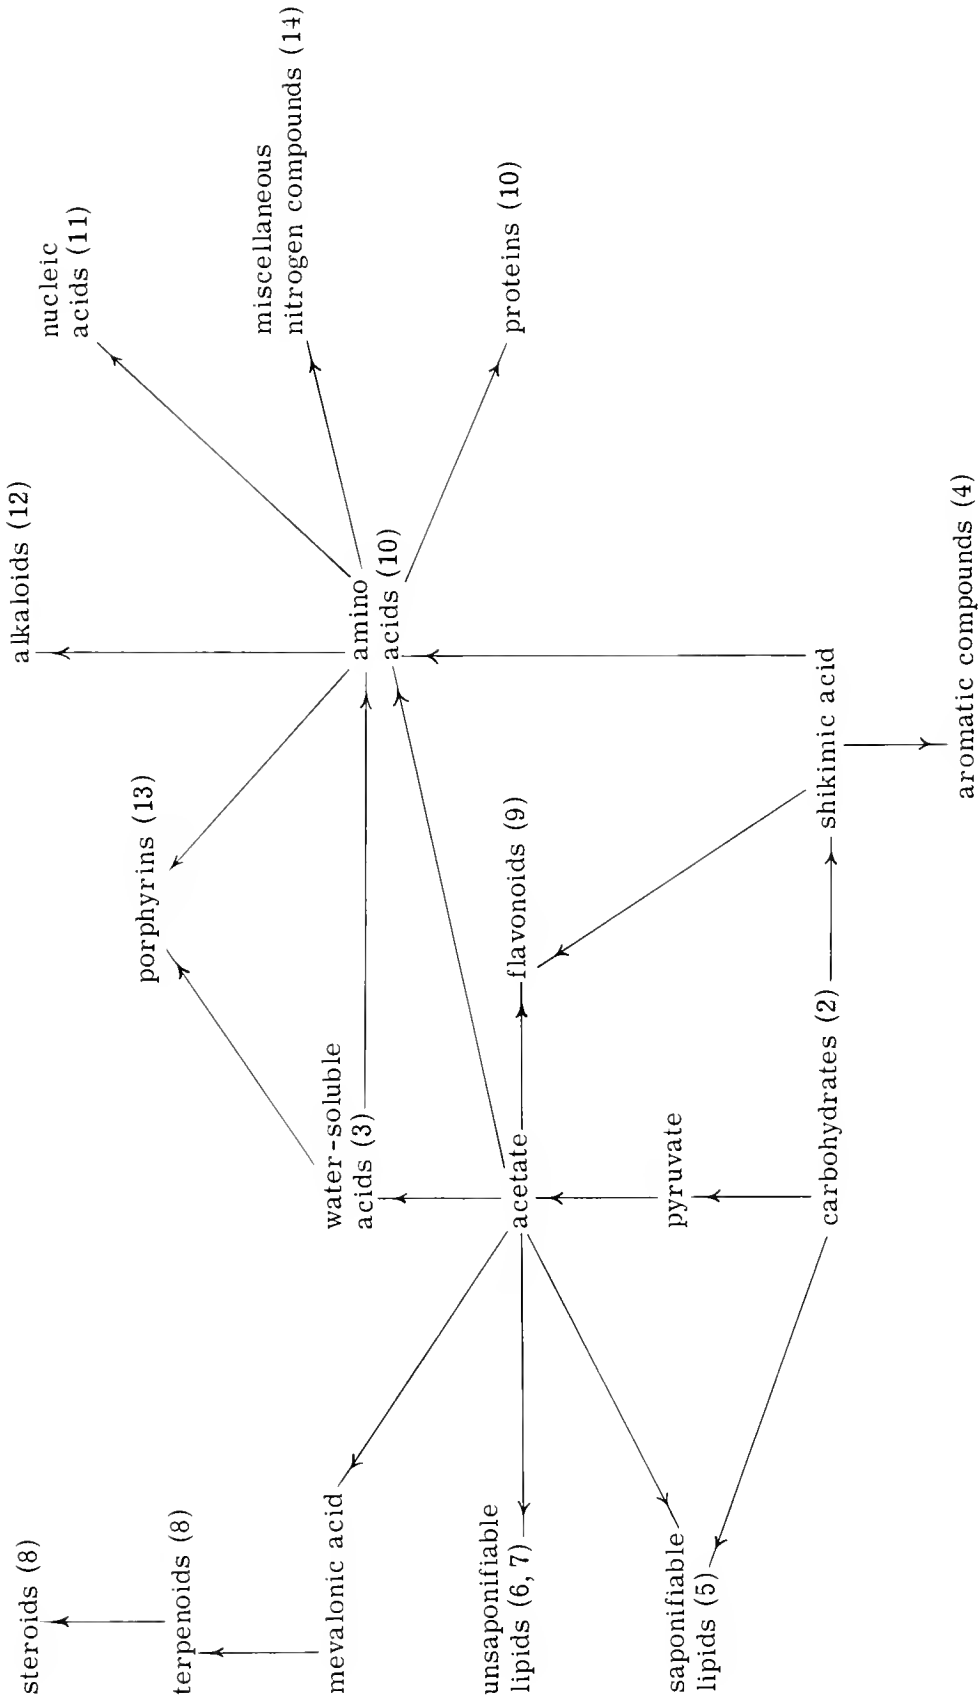 steroids (8)
alkaloids (12)
nucleic
acids (11)
terpenoids (8)
porphyrins (13)
miscellaneous
nitrogen compounds (14)
mevalonic acid
water-soluble
acids (3)
amino
acids (10)
unsaponifiable
lipids (6, 7)
acetate
flavonoids (9)
proteins (10)
saponifiable
lipids (5)
pyruvate
carbohydrates (2)
shikimic acid
aromatic compounds (4)